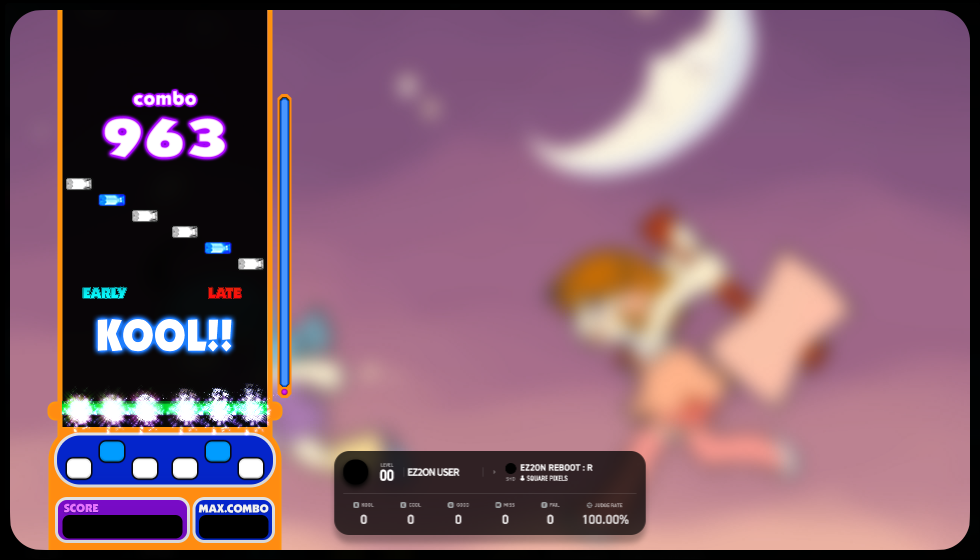 combo
963
EARLY LATE
KOOL!!
SCORE MAX.COMBO
LEVEL
00 EZ2ON USER
EZ2ON REBOOT : R
SQUARE PIXELS
KOOL COOL GOOD MISS FAIL JUDGE RATE
0 0 0 0 0 100.00%